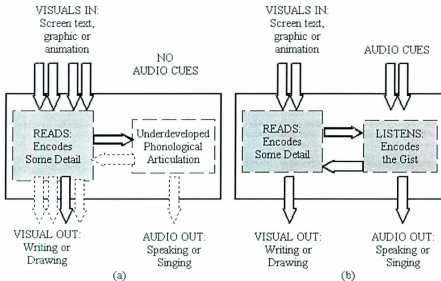 VISUALS IN:
Screen text,
graphic or
animation
NO
AUDIO CUES
READS:
Encodes
Some Detail
Underdeveloped
Phonological
Articulation
VISUAL OUT:
Writing or
Drawing
AUDIO OUT:
Speaking or
Singing
(a)
VISUALS IN:
Screen text,
graphic or
animation
AUDIO CUES
READS:
Encodes
Some Detail
LISTENS:
Encodes
the Gist
VISUAL OUT:
Writing or
Drawing
AUDIO OUT:
Speaking or
Singing
(b)